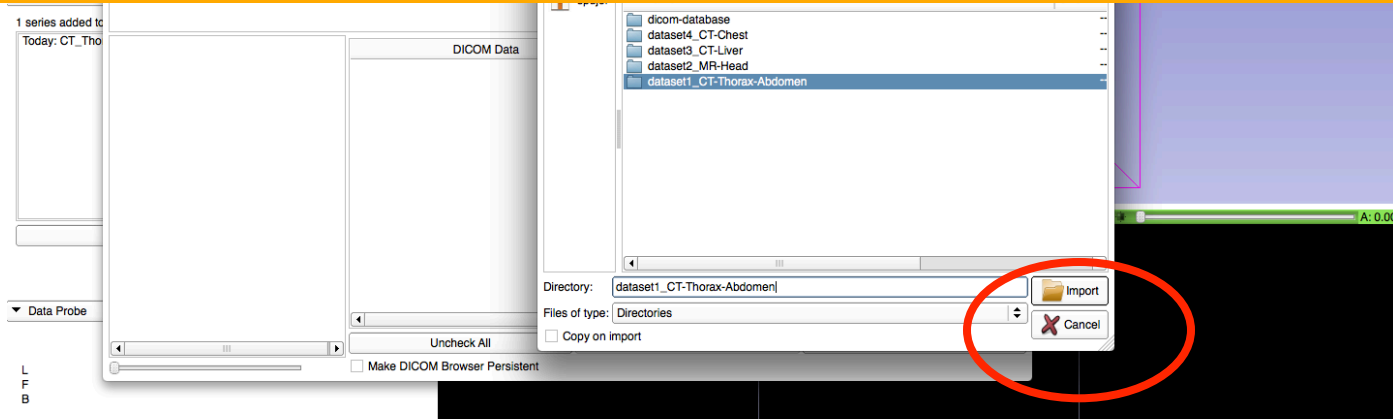 1 series added to
Today: CT_Tho
DICOM Data
dicom-database
dataset4_CT-Chest
dataset3_CT-Liver
dataset2_MR-Head
dataset1_CT-Thorax-Abdomen
--
--
--
--
--
A: 0.00
Directory:
dataset1_CT-Thorax-Abdomen
Import
Files of type:
Directories
Cancel
Copy on import
Data Probe
Uncheck All
Make DICOM Browser Persistent
L
F
B